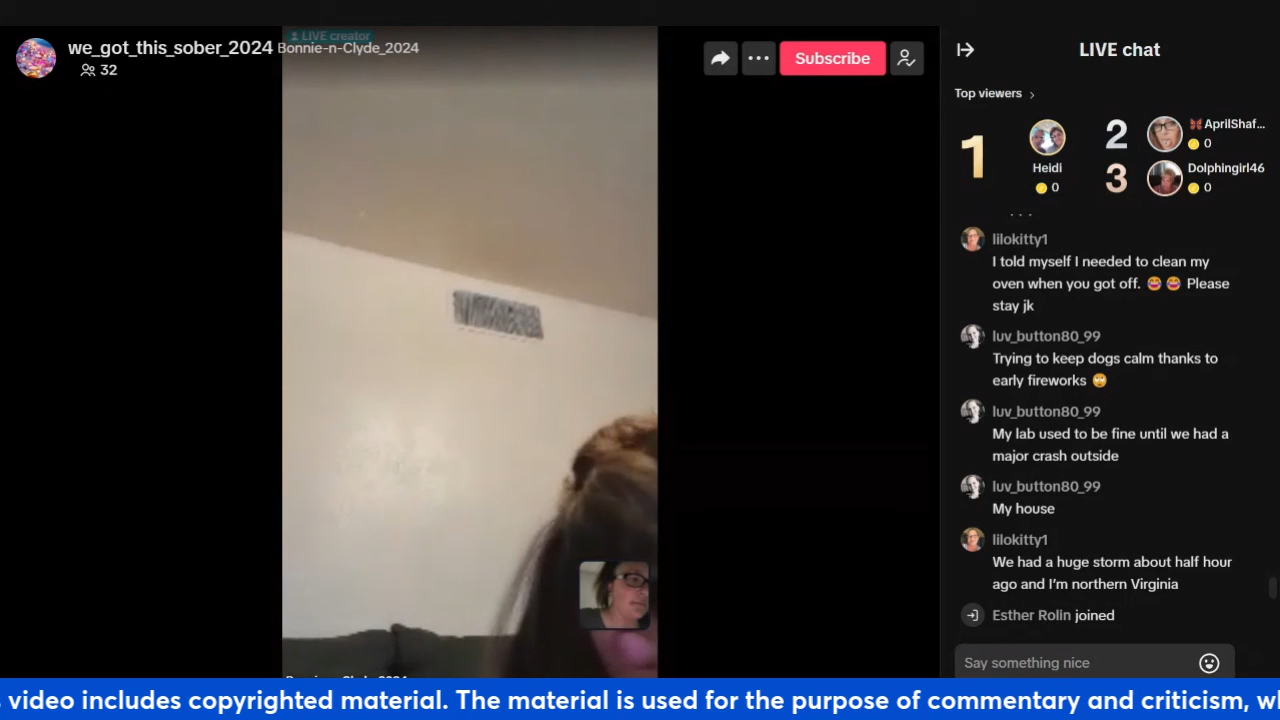 LIVE creator
we_got_this_sober_2024 Bonnie-n-Clyde_2024
32
Subscribe
LIVE chat
Top viewers
1
Heidi
0
2
AprilShaf...
0
3
Dolphingirl46
0
lilokitty1
I told myself I needed to clean my
oven when you got off. 😂 😂 Please
stay jk
luv_button80_99
Trying to keep dogs calm thanks to
early fireworks 🙄
luv_button80_99
My lab used to be fine until we had a
major crash outside
luv_button80_99
My house
lilokitty1
We had a huge storm about half hour
ago and I'm northern Virginia
Esther Rolin joined
Say something nice
video includes copyrighted material. The material is used for the purpose of commentary and criticism, wh